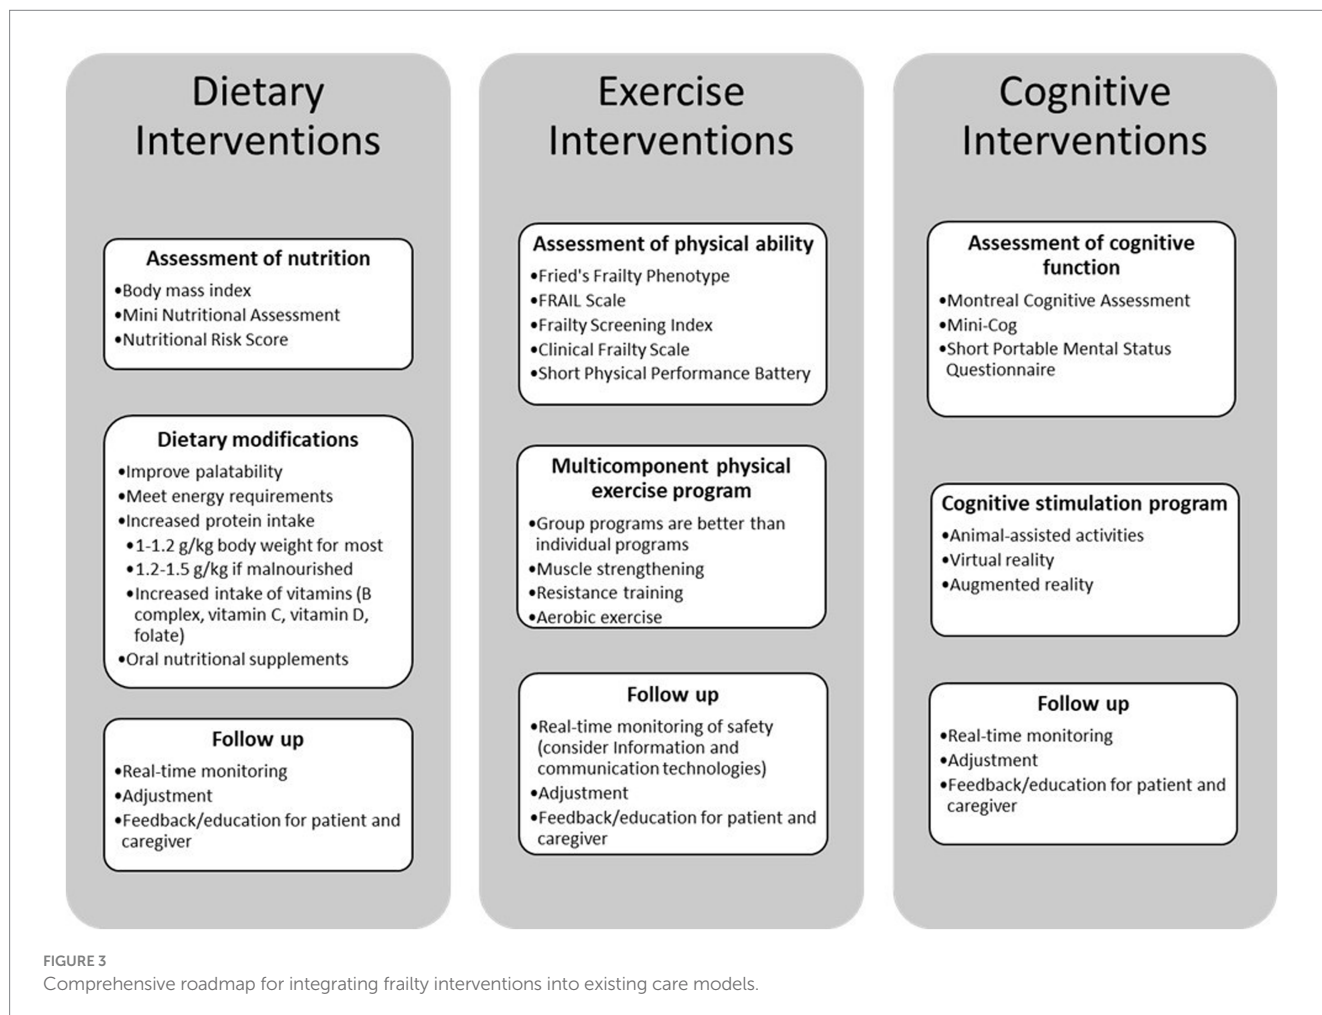 Dietary
Interventions
Assessment of nutrition
•Body mass index
•Mini Nutritional Assessment
•Nutritional Risk Score
Dietary modifications
•Improve palatability
•Meet energy requirements
•Increased protein intake
•1-1.2 g/kg body weight for most
•1.2-1.5 g/kg if malnourished
•Increased intake of vitamins (B
complex, vitamin C, vitamin D,
folate)
•Oral nutritional supplements
Follow up
•Real-time monitoring
•Adjustment
•Feedback/education for patient and
caregiver
Exercise
Interventions
Assessment of physical ability
•Fried's Frailty Phenotype
•FRAIL Scale
•Frailty Screening Index
•Clinical Frailty Scale
•Short Physical Performance Battery
Multicomponent physical
exercise program
•Group programs are better than
individual programs
•Muscle strengthening
•Resistance training
•Aerobic exercise
Follow up
•Real-time monitoring of safety
(consider Information and
communication technologies)
•Adjustment
•Feedback/education for patient and
caregiver
Cognitive
Interventions
Assessment of cognitive
function
•Montreal Cognitive Assessment
•Mini-Cog
•Short Portable Mental Status
Questionnaire
Cognitive stimulation program
•Animal-assisted activities
•Virtual reality
•Augmented reality
Follow up
•Real-time monitoring
•Adjustment
•Feedback/education for patient and
caregiver
FIGURE 3
Comprehensive roadmap for integrating frailty interventions into existing care models.